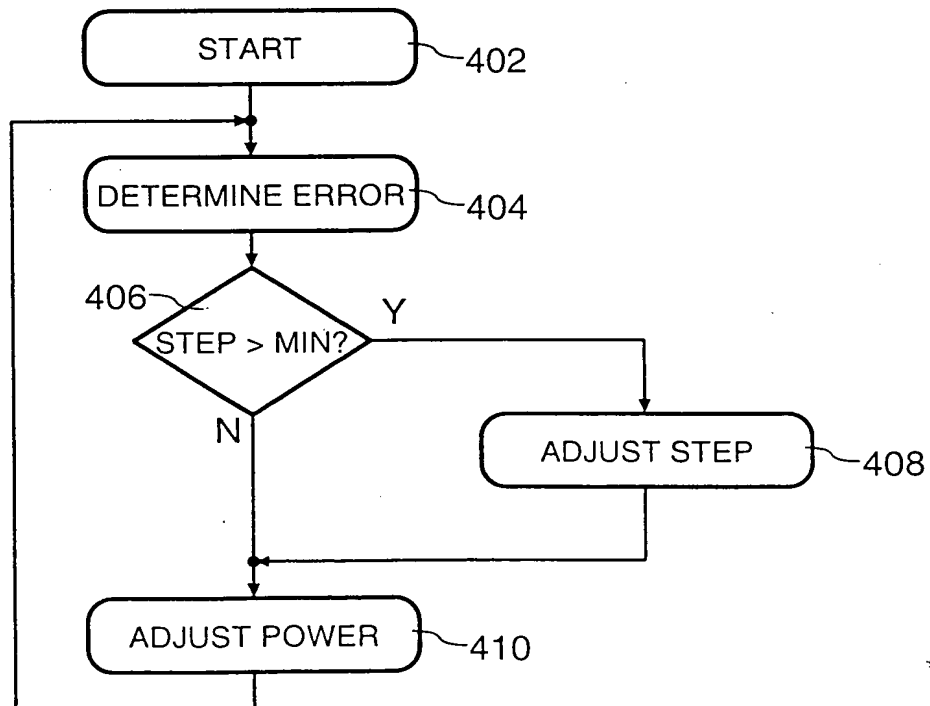 START
402
DETERMINE ERROR
404
406
STEP > MIN?
Y
N
ADJUST STEP
408
ADJUST POWER
410